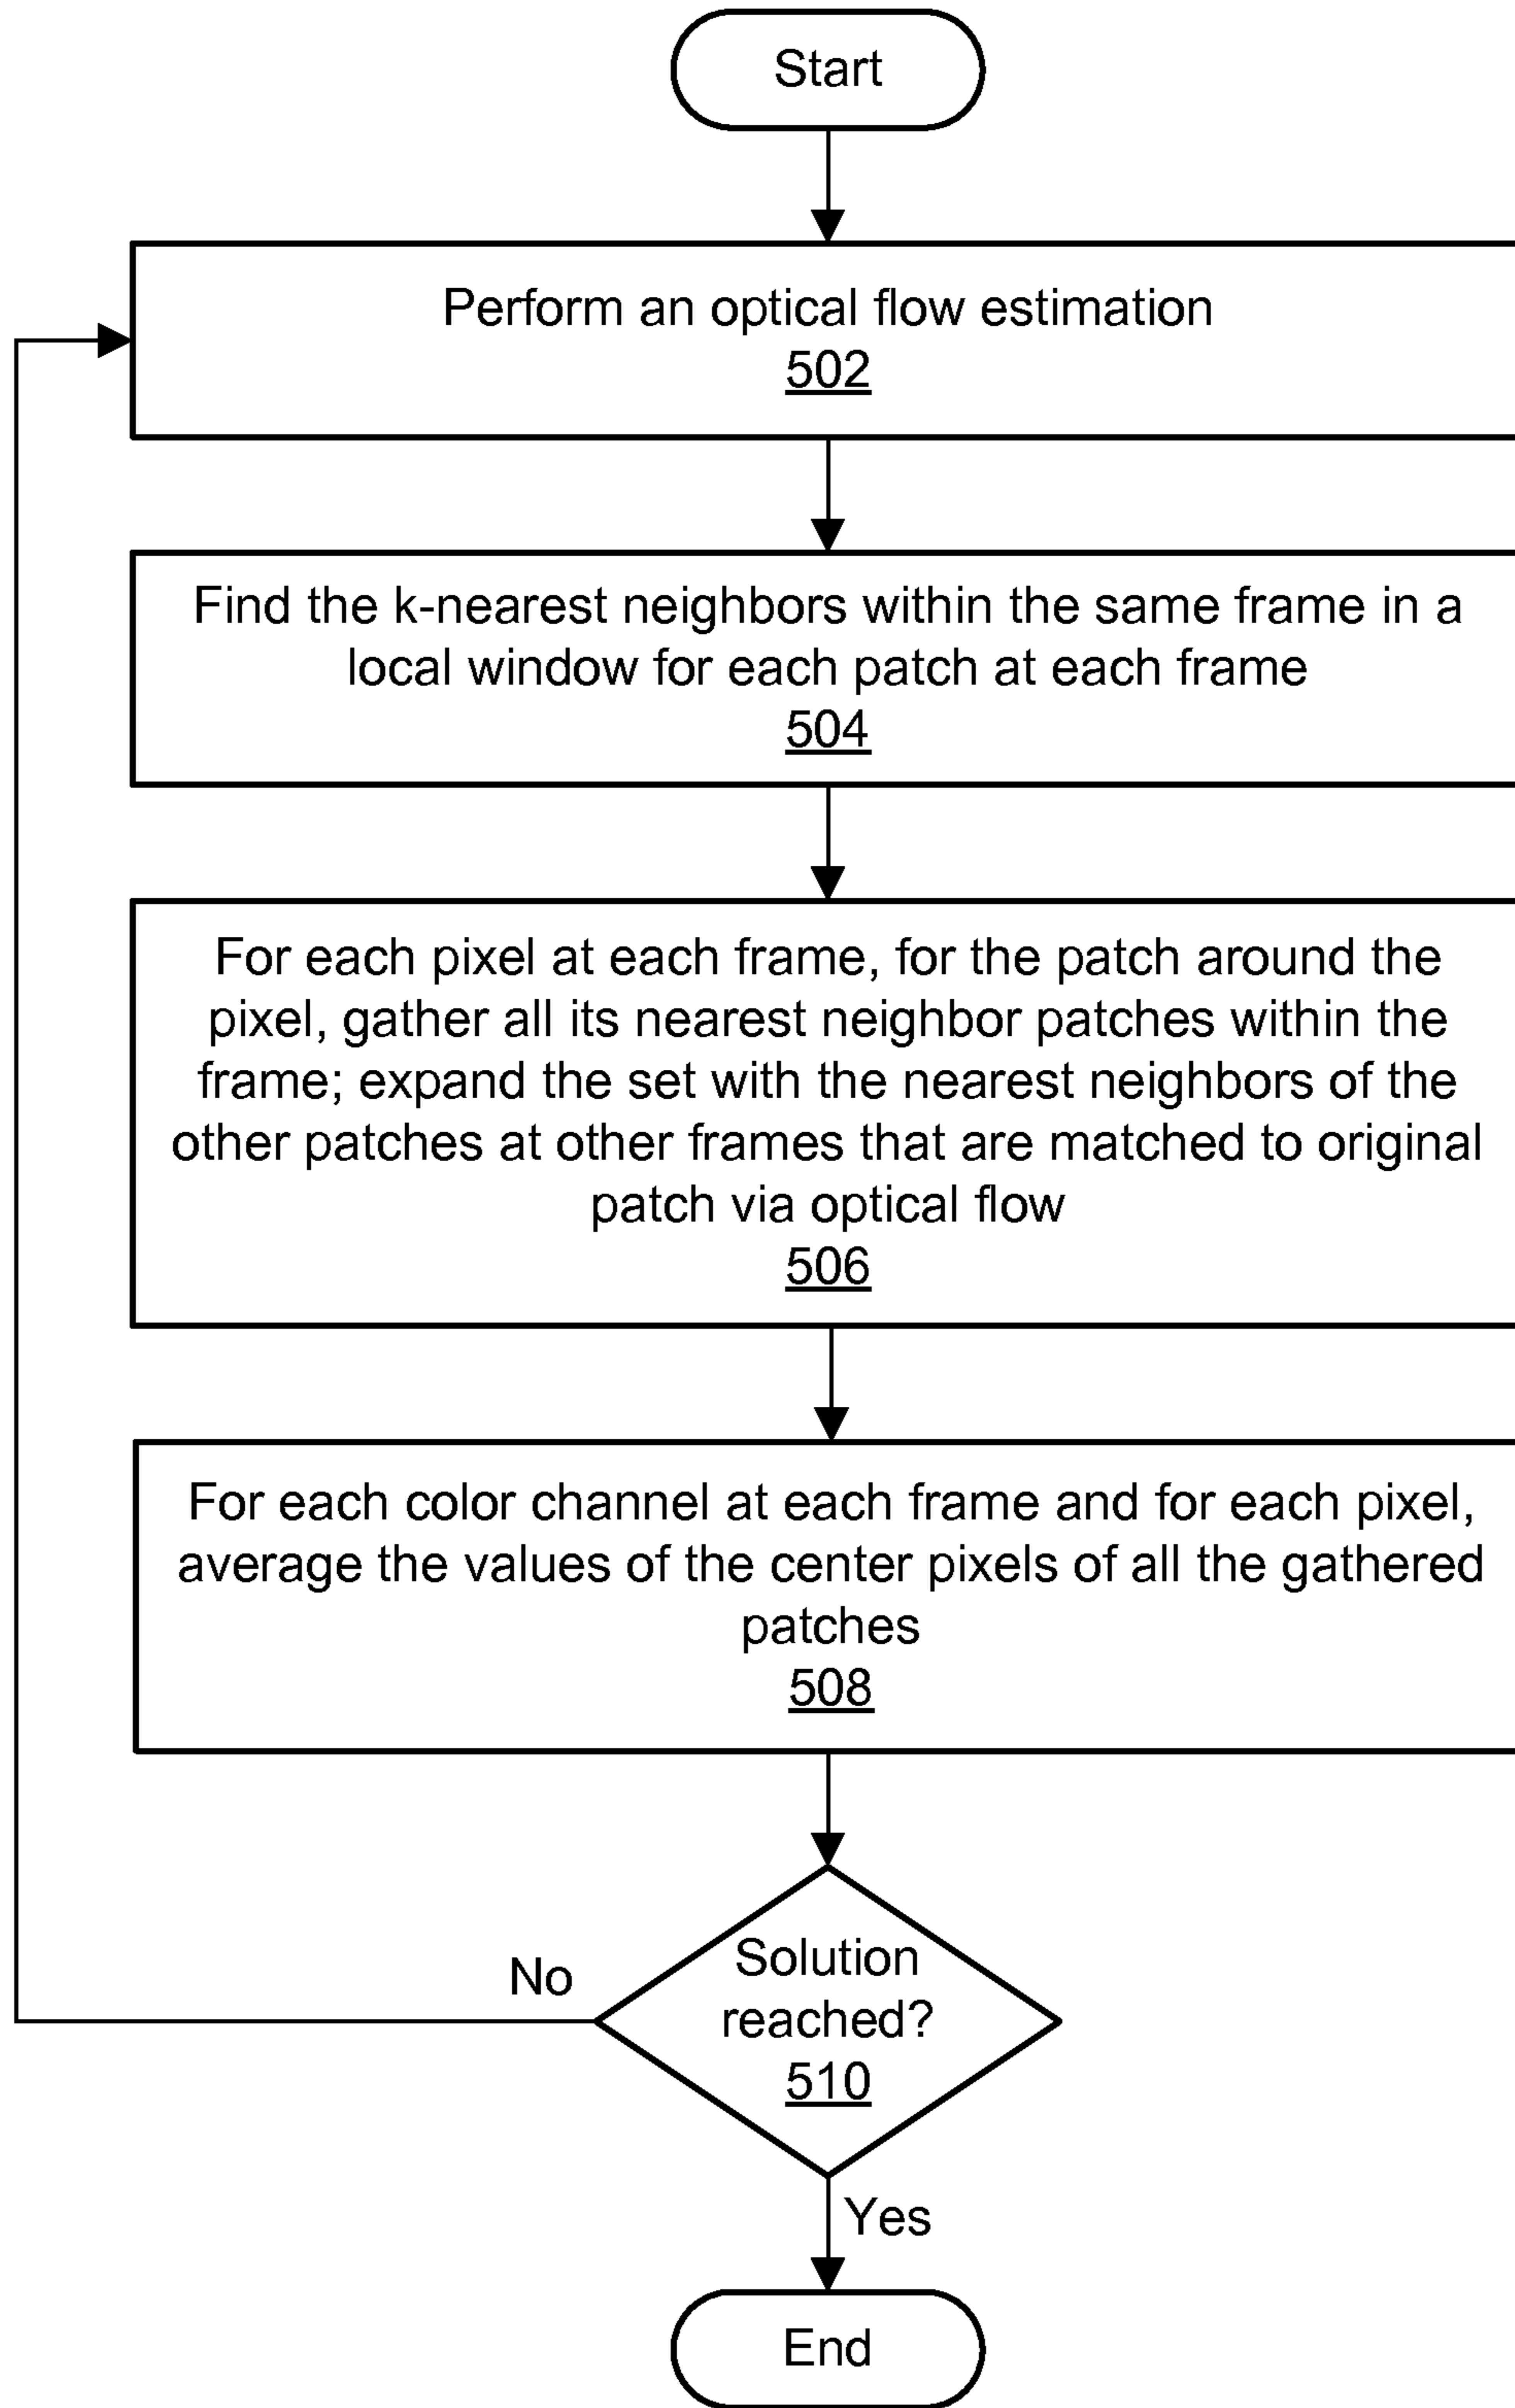 Start
Perform an optical flow estimation
502
Find the k-nearest neighbors within the same frame in a
local window for each patch at each frame
504
For each pixel at each frame, for the patch around the
pixel, gather all its nearest neighbor patches within the
frame; expand the set with the nearest neighbors of the
other patches at other frames that are matched to original
patch via optical flow
506
For each color channel at each frame and for each pixel,
average the values of the center pixels of all the gathered
patches
508
Solution
reached?
510
No
Yes
End